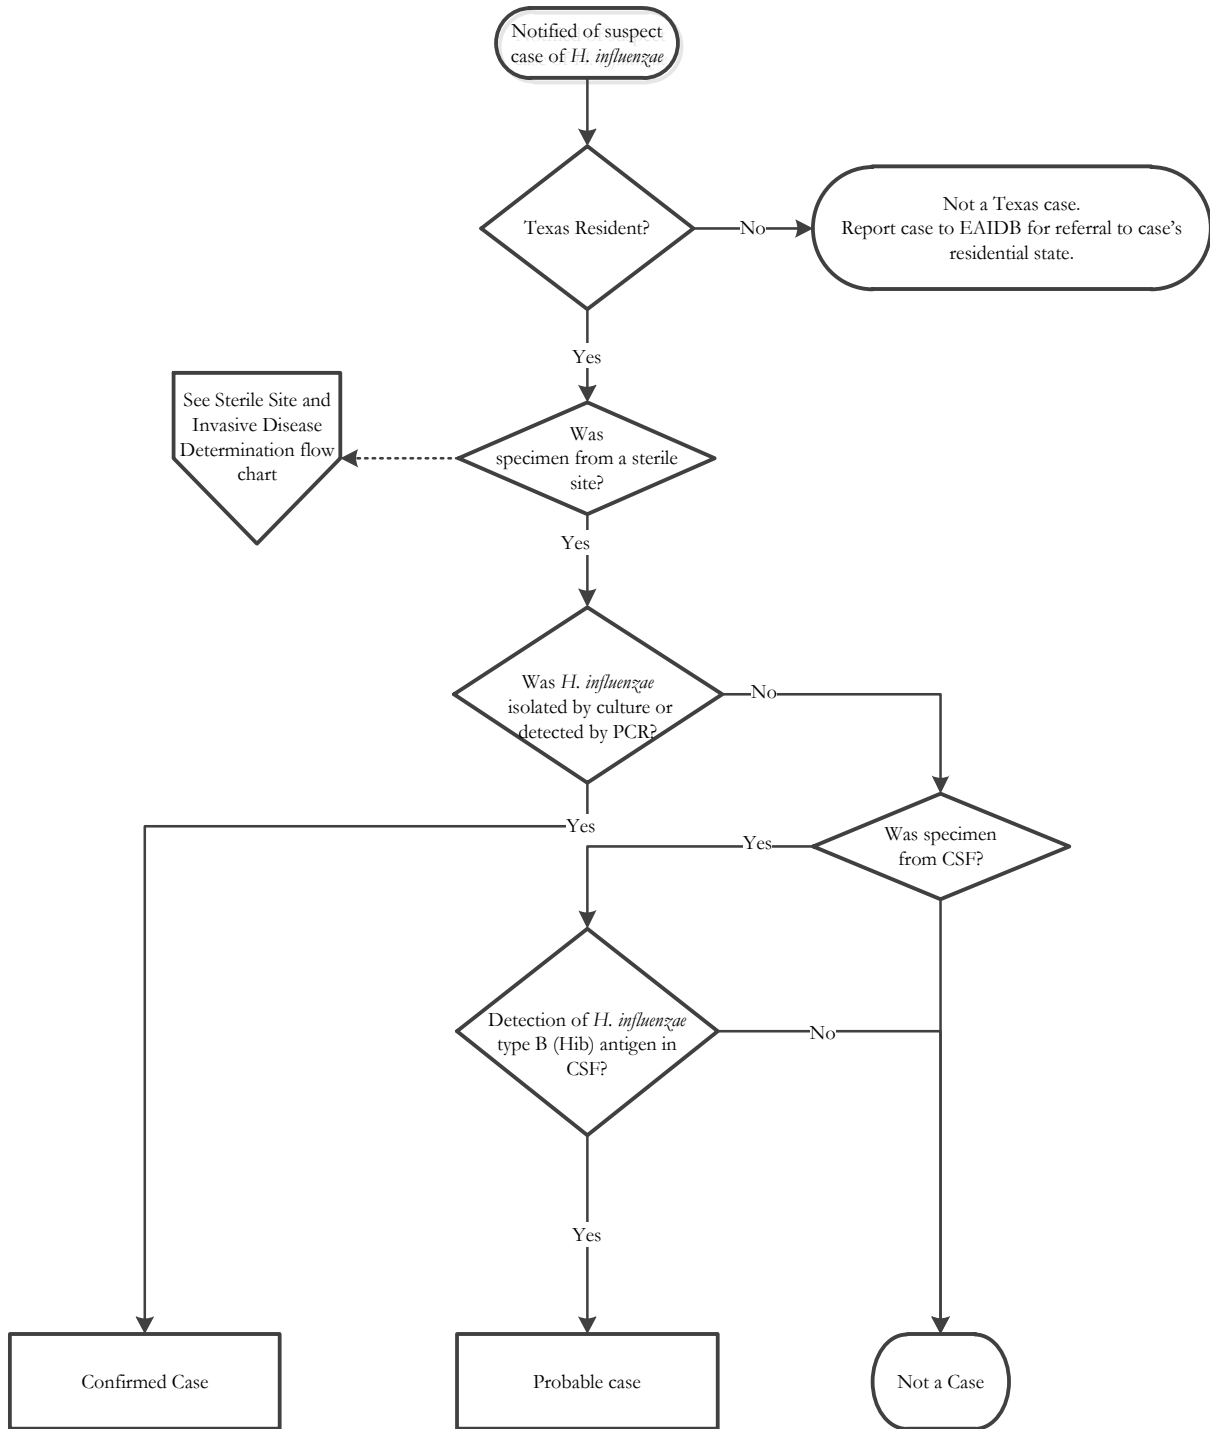 Notified of suspect
case of H. influenzae
Texas Resident?
No
Not a Texas case.
Report case to EAIDB for referral to case's
residential state.
Yes
See Sterile Site and
Invasive Disease
Determination flow
chart
Was
specimen from a sterile
site?
Yes
Was H. influenzae
isolated by culture or
detected by PCR?
No
Yes
Was specimen
from CSF?
Yes
Detection of H. influenzae
type B (Hib) antigen in
CSF?
No
Yes
Confirmed Case
Probable case
Not a Case